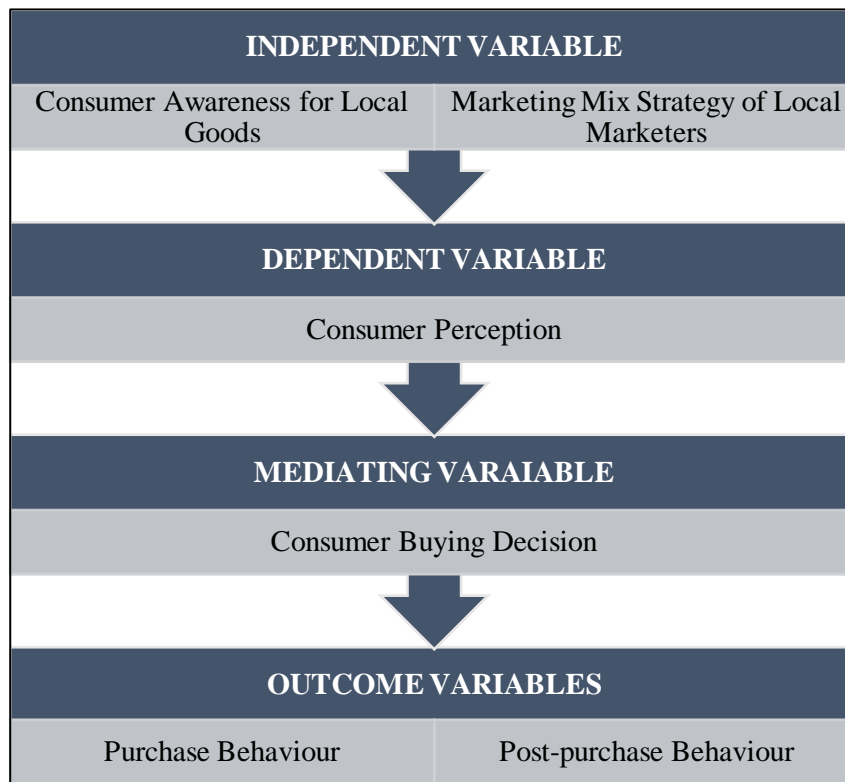 INDEPENDENT VARIABLE
Consumer Awareness for Local
Goods
Marketing Mix Strategy of Local
Marketers
DEPENDENT VARIABLE
Consumer Perception
MEDIATING VARAIABLE
Consumer Buying Decision
OUTCOME VARIABLES
Purchase Behaviour
Post-purchase Behaviour